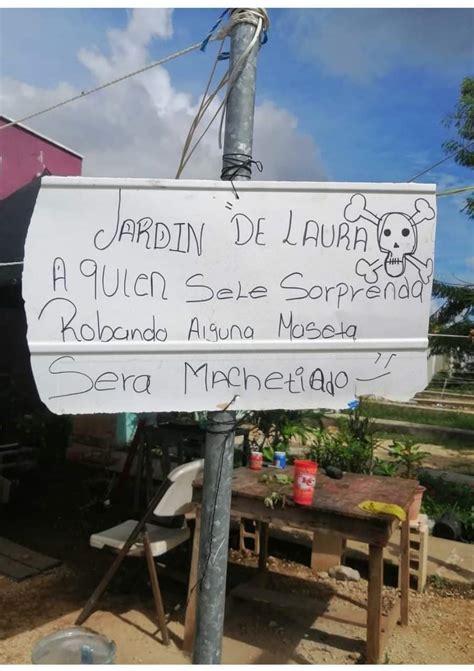 JARDIN DE LAURA
A QUIEN SeLe SorprendA
Robando Alguna Maseta
Sera MACHetiado